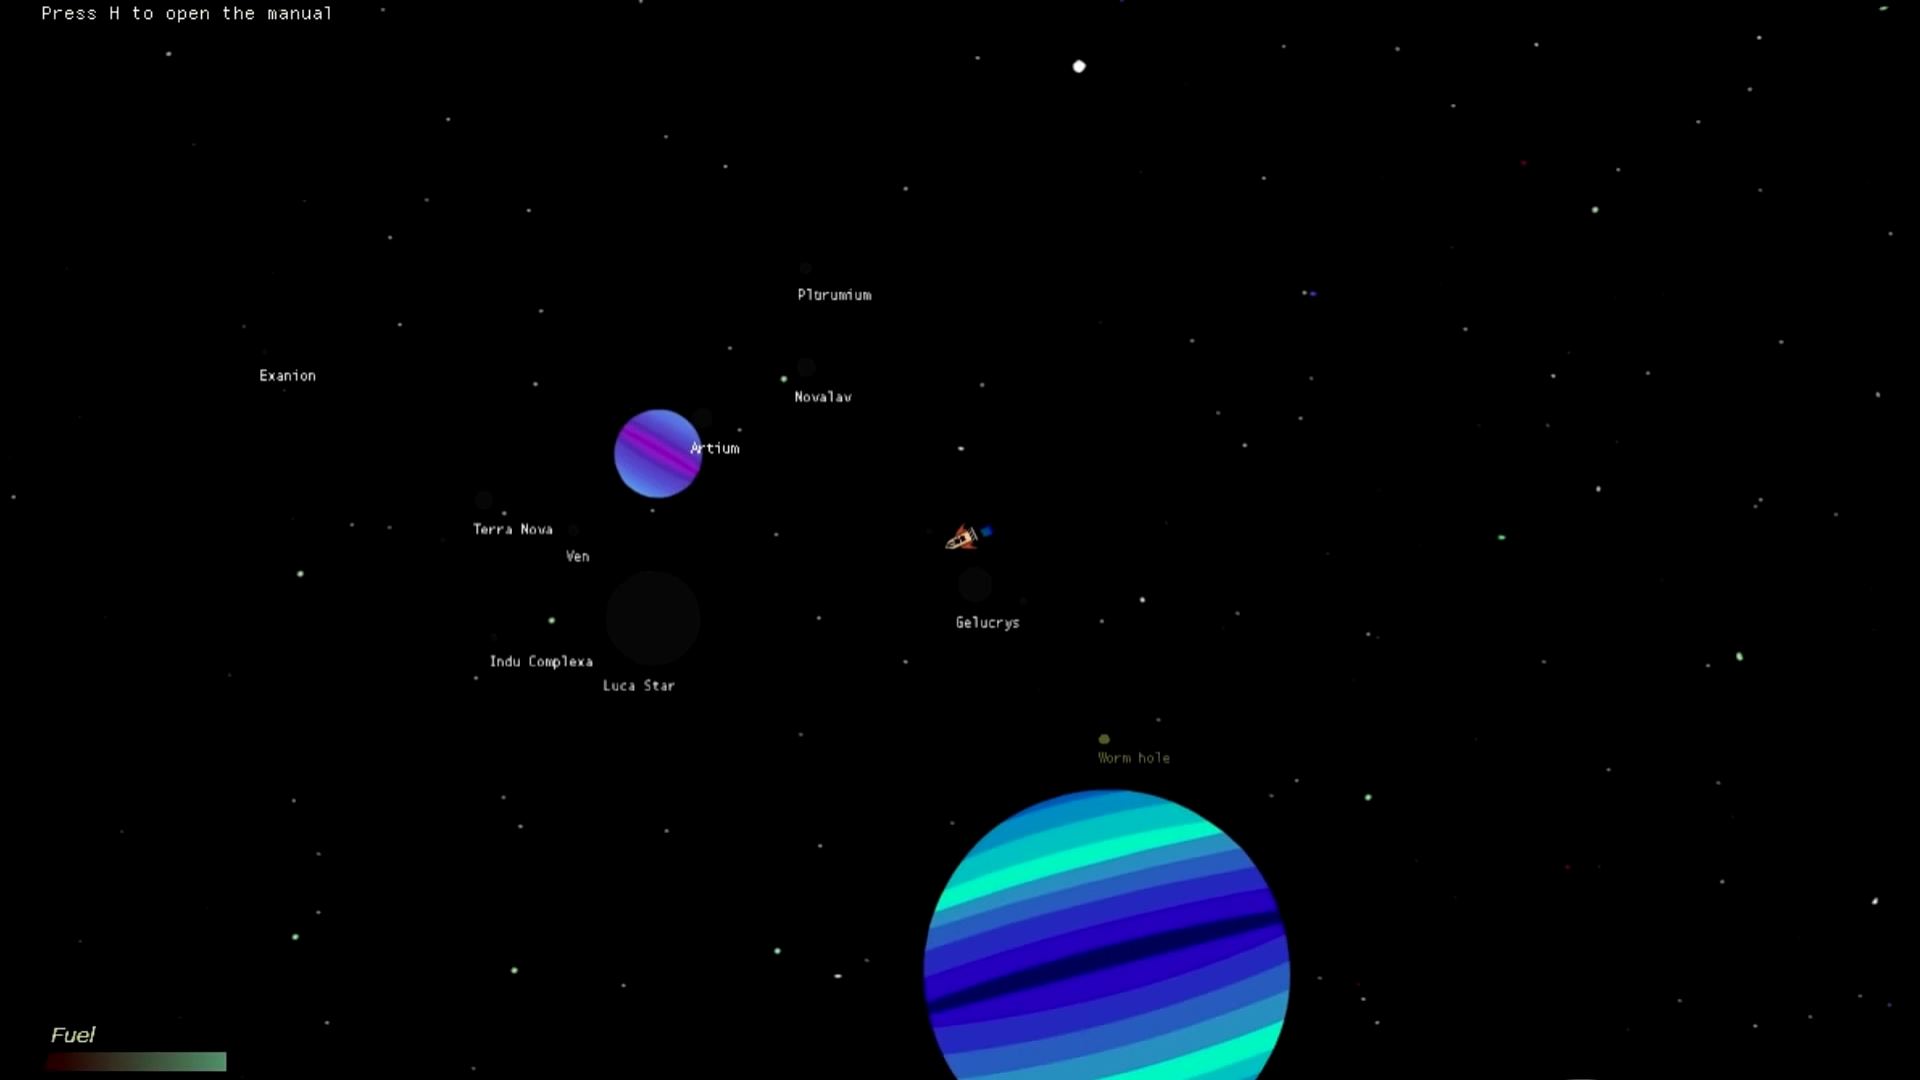 Press H to open the manual
Plurumium
Exanion
Novalav
Artium
Terra Nova
Ven
Gelucrys
Indu Complexa
Luca Star
Worm hole
Fuel